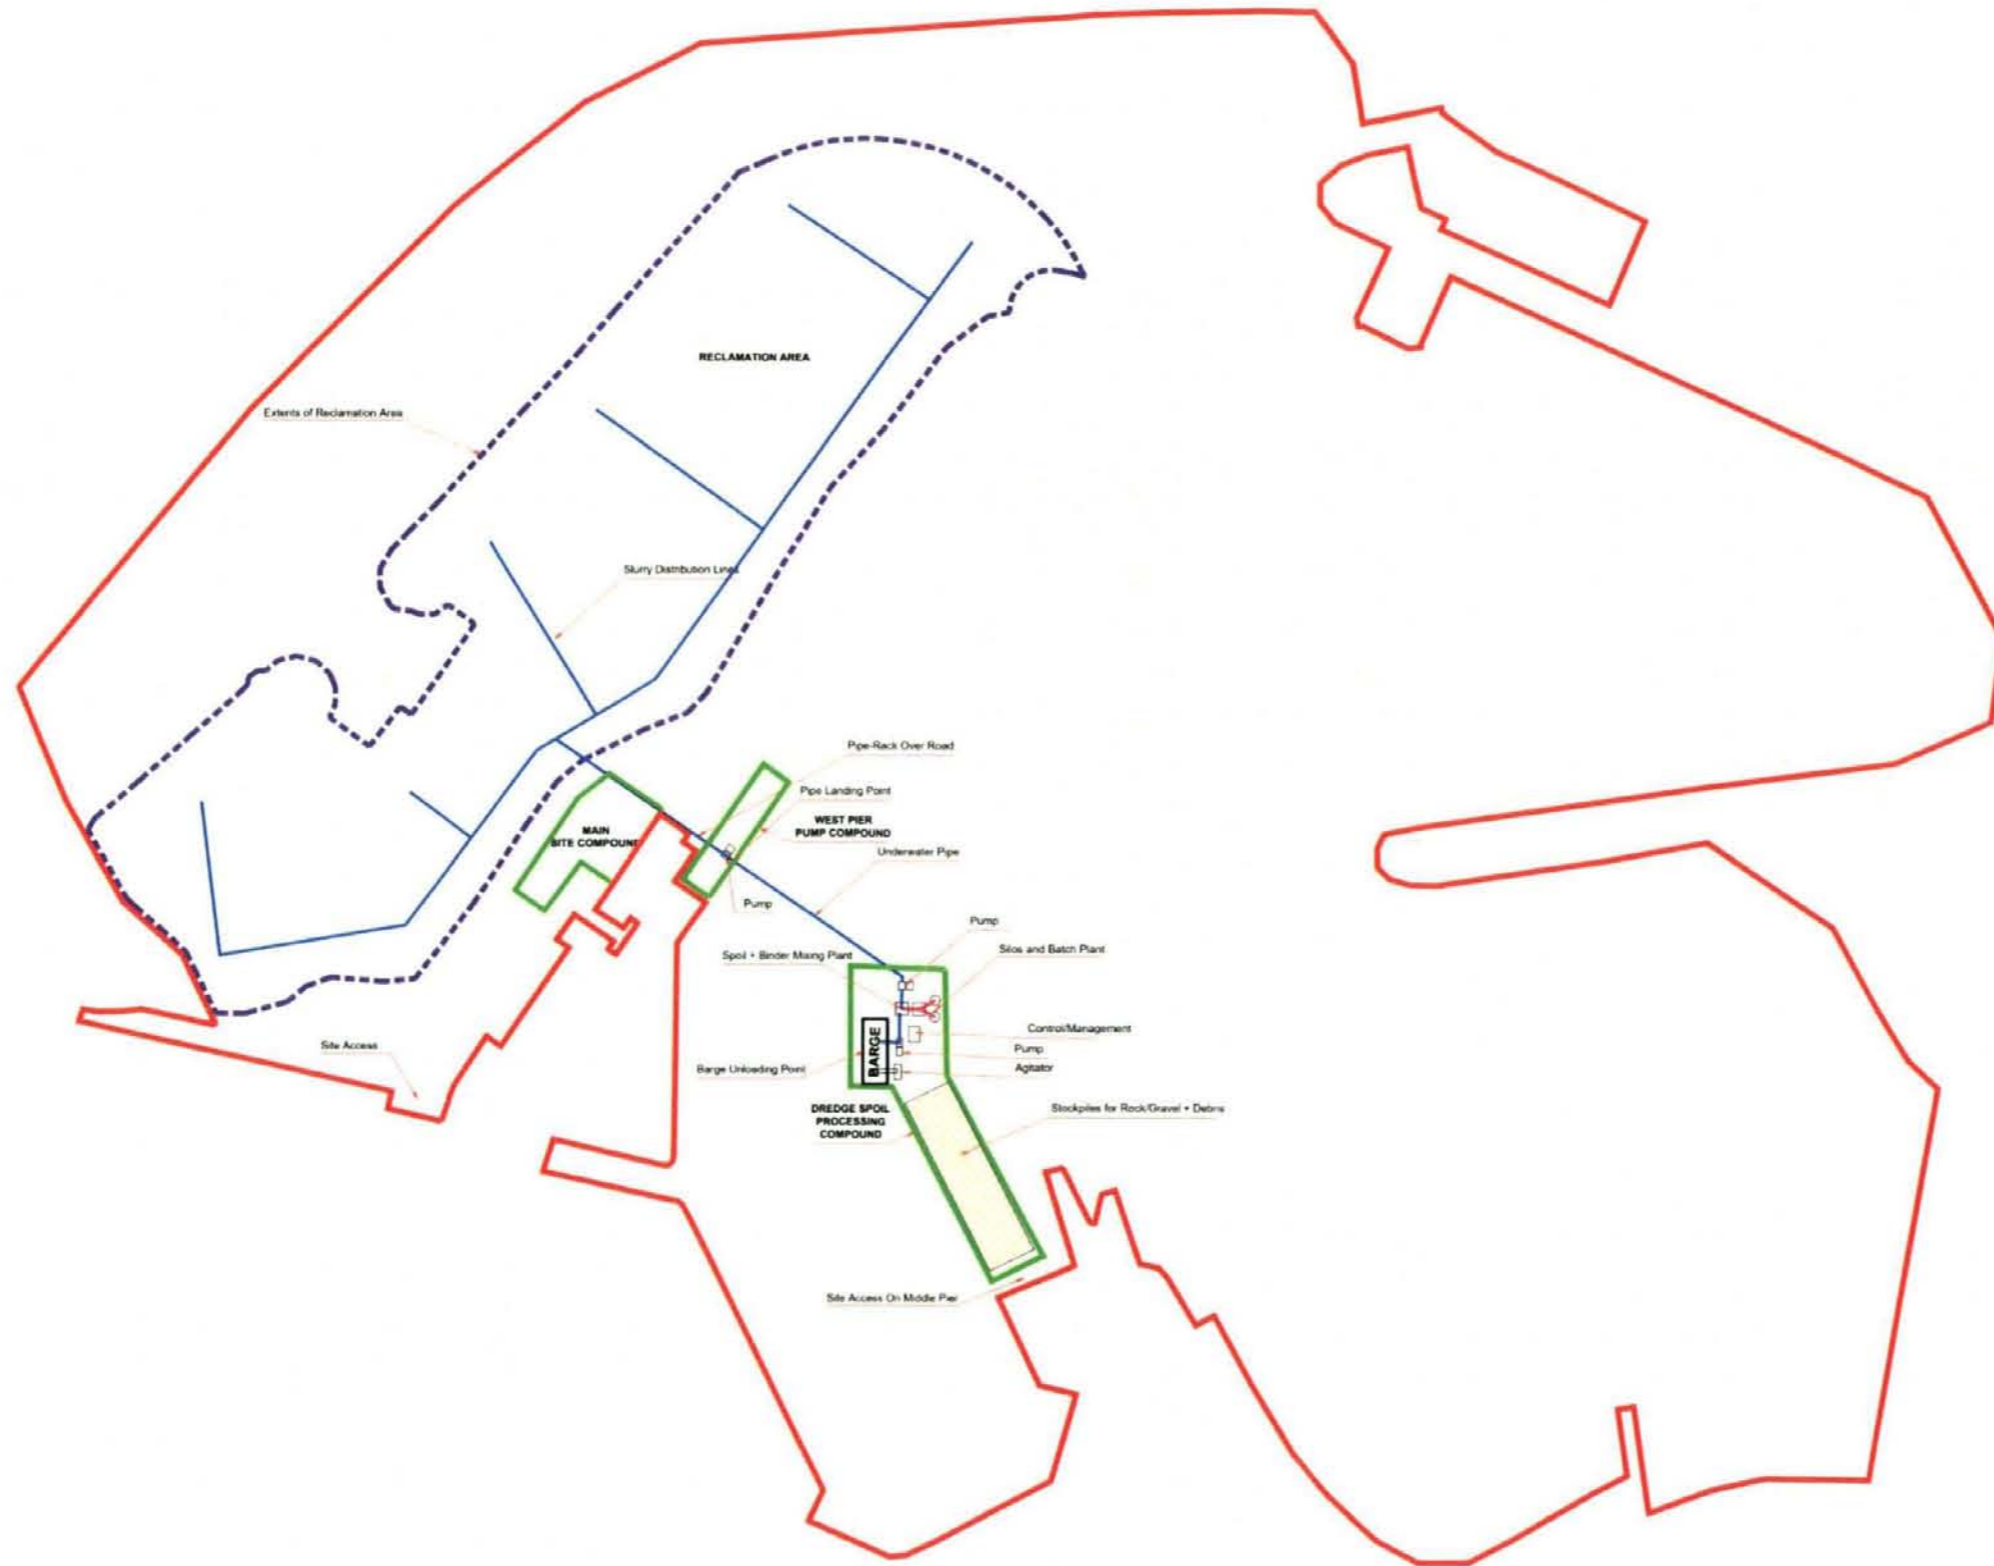 RECLAMATION AREA
Extents of Reclamation Area
Slurry Distribution Lines
Pipe-Rack Over Road
Pipe Landing Point
MAIN
SITE COMPOUND
WEST PIER
PUMP COMPOUND
Underwater Pipe
Pump
Pump
Spoil + Binder Mixing Plant
Silos and Batch Plant
Site Access
BARGE
Control/Management
Pump
Barge Unloading Point
Agitator
DREDGE SPOIL
PROCESSING
COMPOUND
Stockpiles for Rock/Gravel + Debris
Site Access On Middle Pier